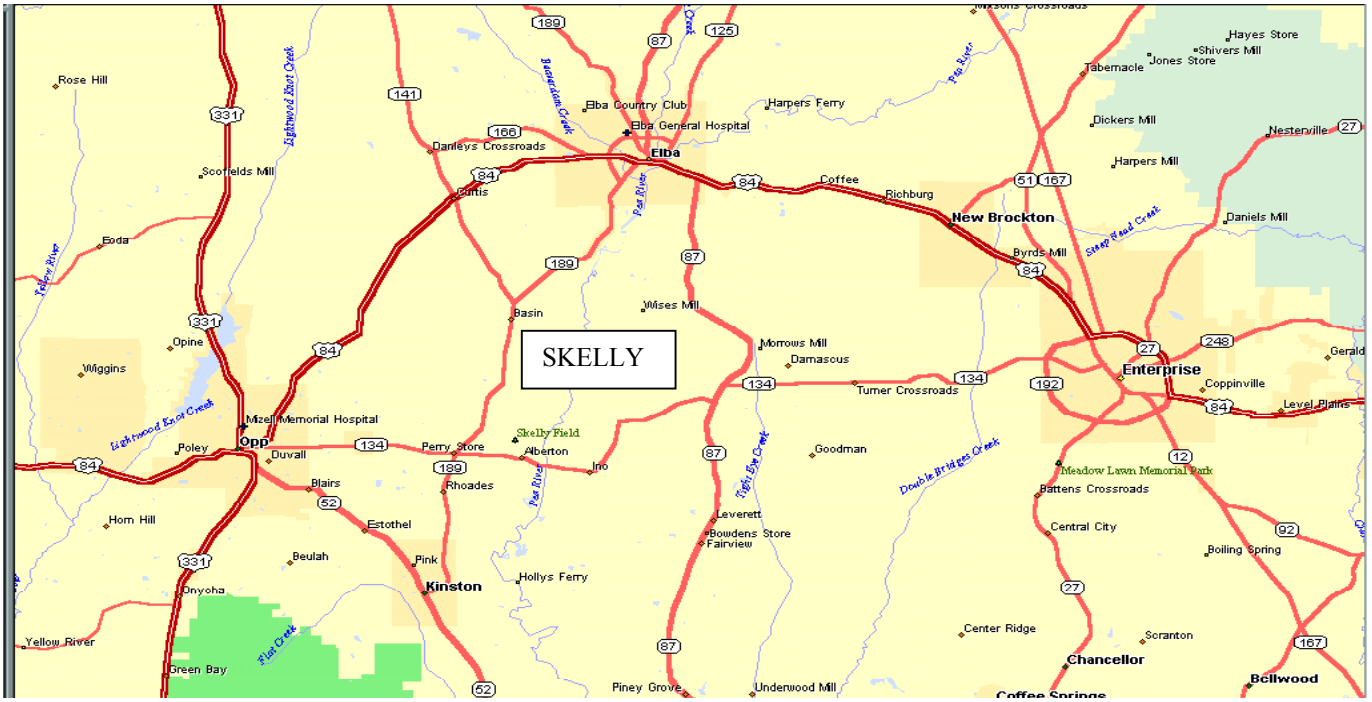 Mixsons Crossroads
189
87
Creek
125
Hayes Store
Shivers Mill
Jones Store
Tabernacle
Rose Hill
Lightwood Knot Creek
Beaverdam Creek
Pea River
141
331
Elba Country Club
Harpers Ferry
Elba General Hospital
Dickers Mill
Nesterville
27
166
Danleys Crossroads
Elba
Harpers Mill
Scofields Mill
84
Curtis
Pea River
84
Coffee
Richburg
51
167
New Brockton
Daniels Mill
Steep Head Creek
Eoda
Yellow River
189
87
Byrds Mill
84
Wises Mill
Basin
331
SKELLY
Opine
84
Morrows Mill
Damascus
27
248
Gerald
Wiggins
134
Turner Crossroads
134
192
Enterprise
Coppinville
84
Level Plains
Lightwood Knot Creek
Mizell Memorial Hospital
Opp
Poley
Duvall
134
Perry Store
Skelly Field
Alberton
Ino
87
Goodman
Tight Eye Creek
Double Bridges Creek
12
Meadow Lawn Memorial Park
84
189
Rhoades
Pea River
Blairs
52
Battens Crossroads
Horn Hill
Estothel
Leverett
Bowdens Store
Fairview
Central City
92
Boiling Spring
331
Beulah
Pink
Kinston
Hollys Ferry
27
Onyoha
Flat Creek
Yellow River
Center Ridge
Scranton
167
87
Green Bay
52
Piney Grove
Underwood Mill
Chancellor
Bellwood
Coffee Springs